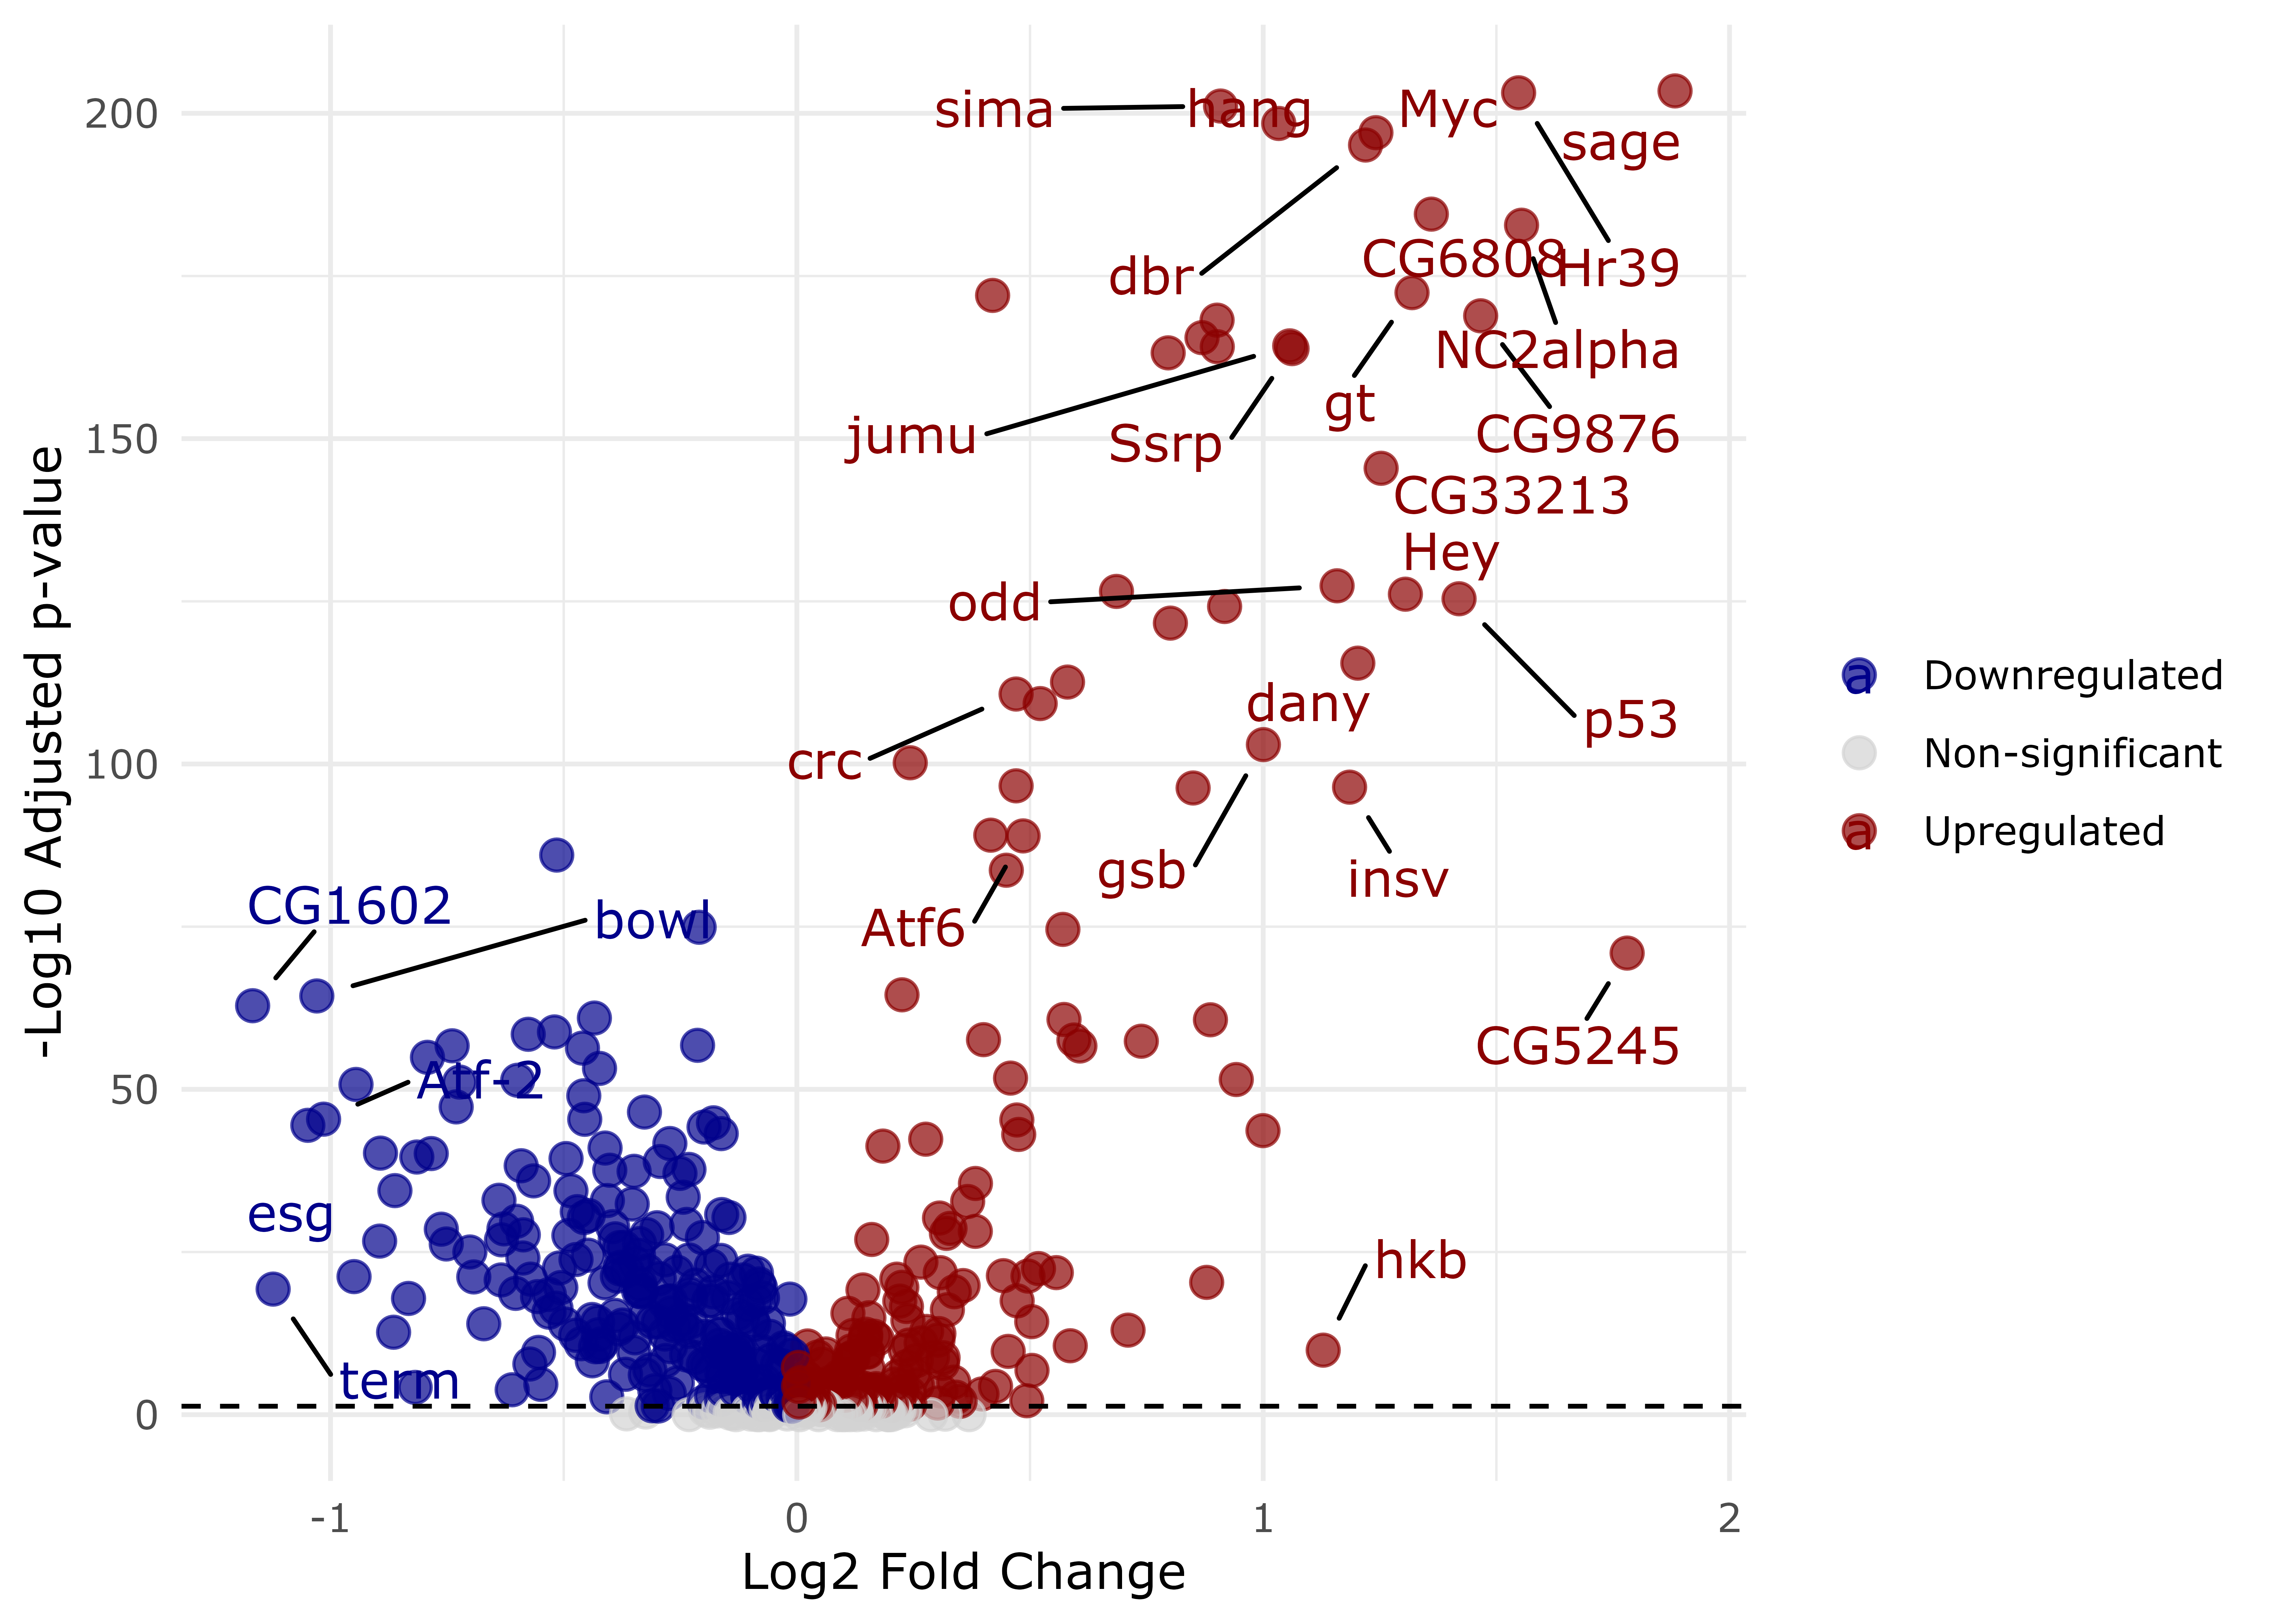 200
150
100
50
0
-1
0
1
2
-Log10 Adjusted p-value
Log2 Fold Change
sima
hang
Myc
sage
dbr
CG6808
Hr39
NC2alpha
gt
jumu
Ssrp
CG9876
CG33213
Hey
odd
dany
p53
crc
gsb
insv
Atf6
CG1602
bowl
CG5245
Atf-2
esg
hkb
term
a Downregulated
Non-significant
a Upregulated